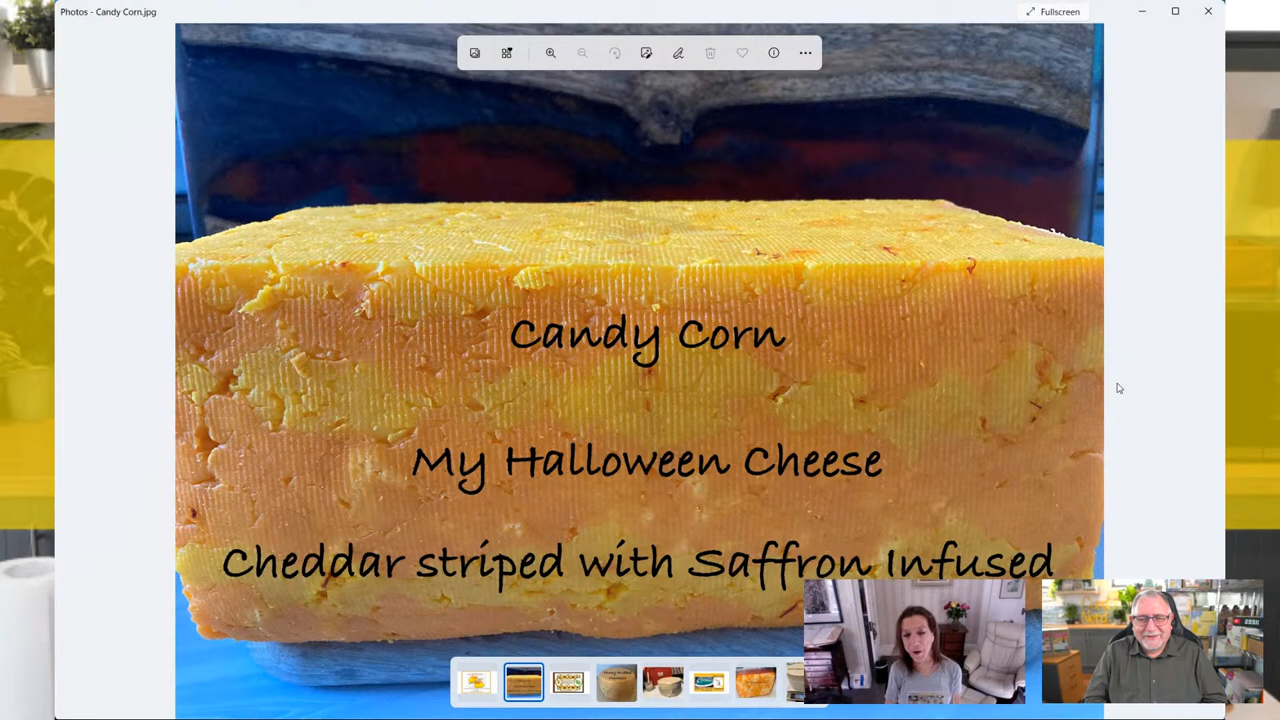 Photos - Candy Corn.jpg
Fullscreen
Candy Corn
My Halloween Cheese
Cheddar striped with Saffron Infused